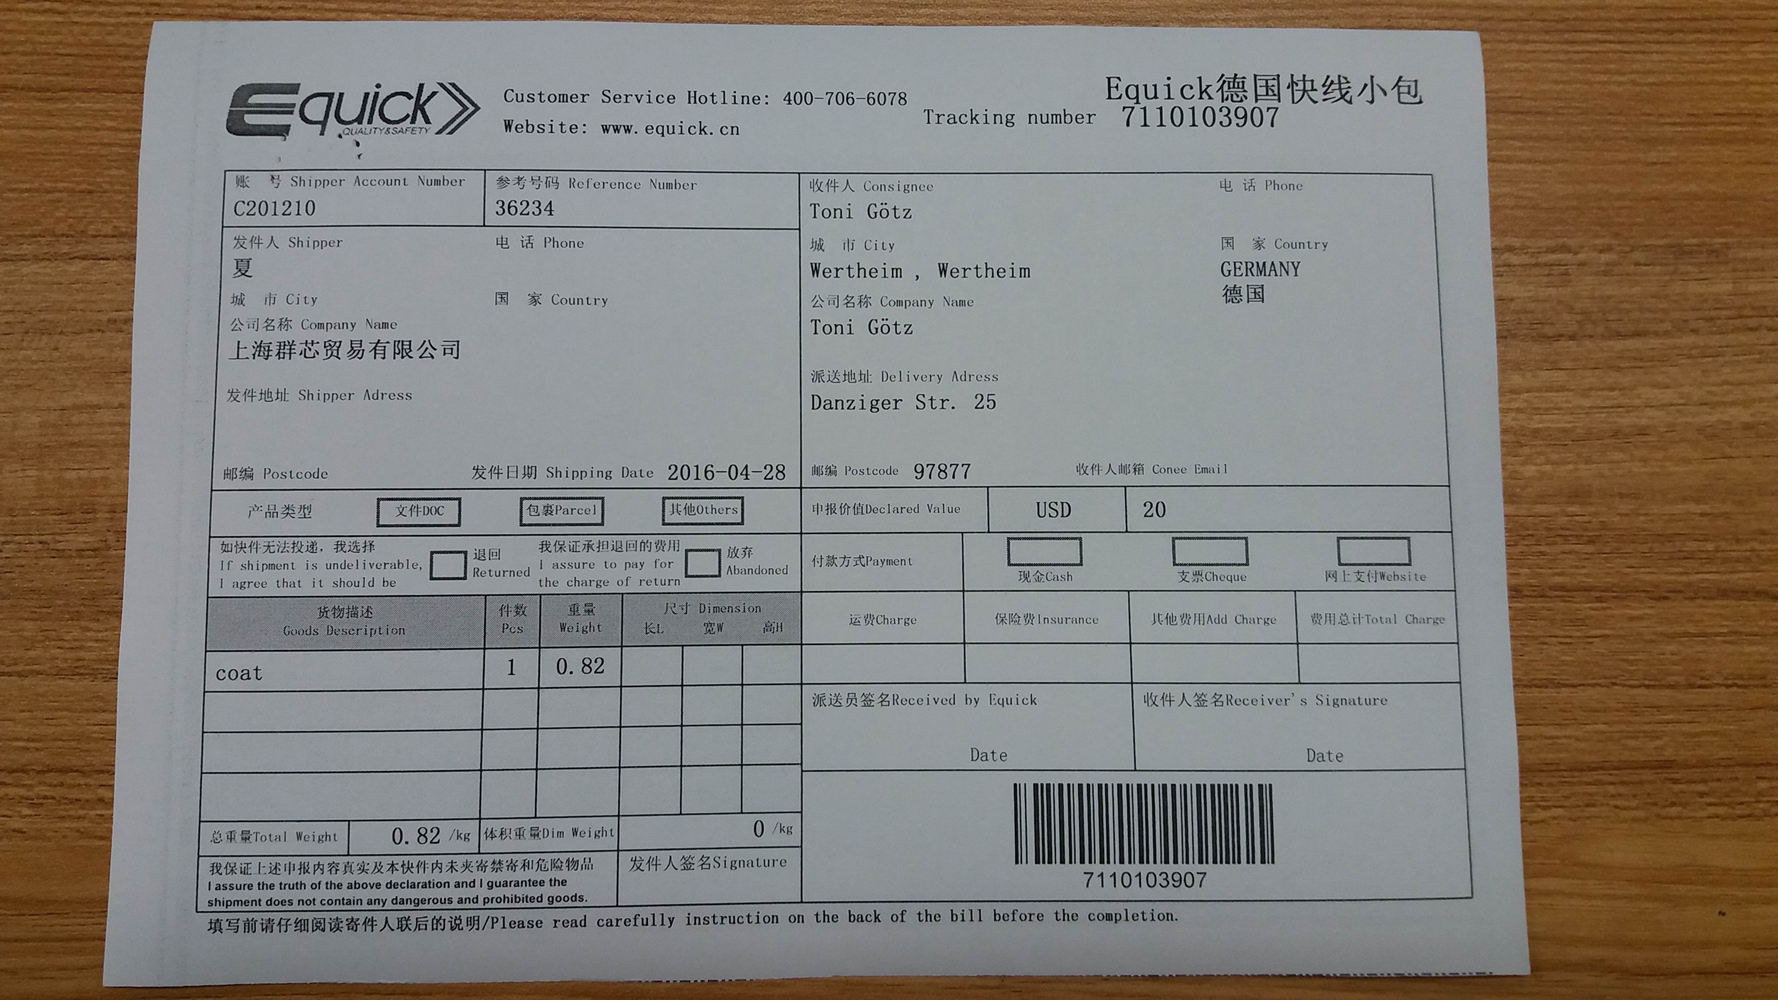 Equick
QUALITY&SAFETY
Customer Service Hotline: 400-706-6078
Website: www.equick.cn
Equick德国快线小包
Tracking number 7110103907
账 号 Shipper Account Number
C201210
参考号码 Reference Number
36234
发件人 Shipper
夏
电 话 Phone
城 市 City
国 家 Country
公司名称 Company Name
上海群芯贸易有限公司
发件地址 Shipper Adress
邮编 Postcode
发件日期 Shipping Date 2016-04-28
收件人 Consignee
Toni Götz
电 话 Phone
城 市 City
Wertheim , Wertheim
国 家 Country
GERMANY
德国
公司名称 Company Name
Toni Götz
派送地址 Delivery Adress
Danziger Str. 25
邮编 Postcode 97877
收件人邮箱 Conee Email
产品类型
文件DOC
包裹Parcel
其他Others
申报价值Declared Value
USD
20
如快件无法投递，我选择
If shipment is undeliverable,
I agree that it should be
退回
Returned
我保证承担退回的费用
I assure to pay for
the charge of return
放弃
Abandoned
付款方式Payment
现金Cash
支票Cheque
网上支付Website
货物描述
Goods Description
件数
Pcs
重量
Weight
尺寸 Dimension
长L
宽W
高H
运费Charge
保险费Insurance
其他费用Add Charge
费用总计Total Charge
coat
1
0.82
派送员签名Received by Equick
Date
收件人签名Receiver's Signature
Date
总重量Total Weight
0.82 /kg
体积重量Dim Weight
0 /kg
我保证上述申报内容真实及本快件内未夹寄禁寄和危险物品
I assure the truth of the above declaration and I guarantee the
shipment does not contain any dangerous and prohibited goods.
发件人签名Signature
7110103907
填写前请仔细阅读寄件人联后的说明/Please read carefully instruction on the back of the bill before the completion.